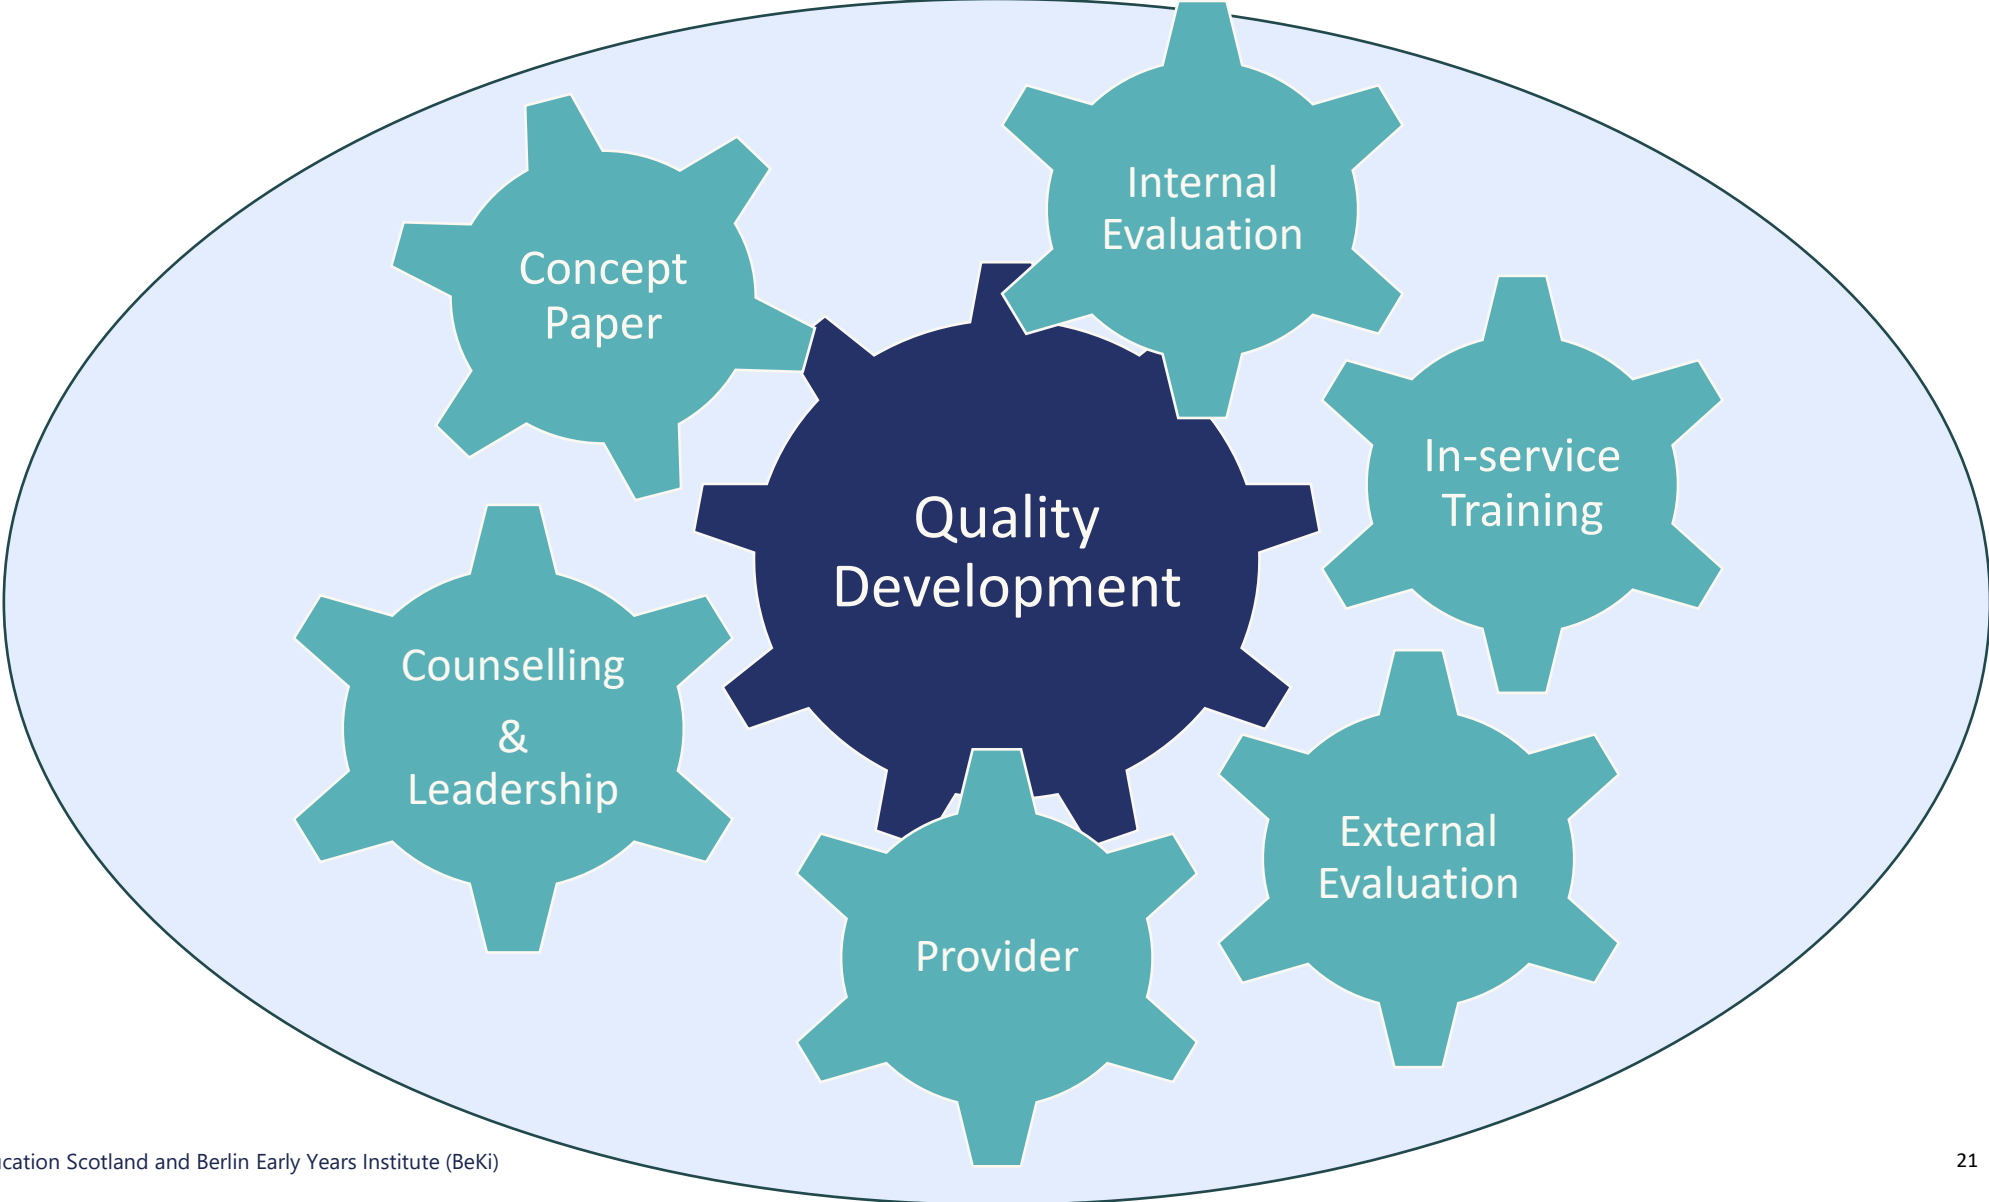 Internal
Evaluation
Concept
Paper
In-service
Training
Quality
Development
Counselling
&
Leadership
External
Evaluation
Provider
Scotland and Berlin Early Years Institute (BeKi)
21